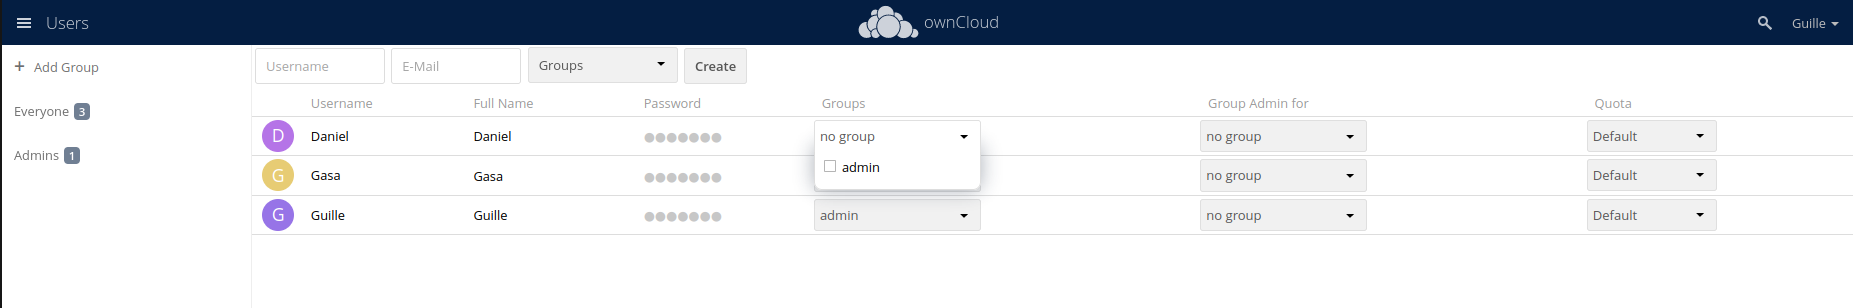 Users
ownCloud
Guille
+ Add Group
Everyone 3
Admins 1
Username E-Mail Groups Create
Username Full Name Password Groups Group Admin for Quota
D Daniel Daniel ●●●●●●● no group no group Default
admin
G Gasa Gasa ●●●●●●● no group Default
G Guille Guille ●●●●●●● admin no group Default